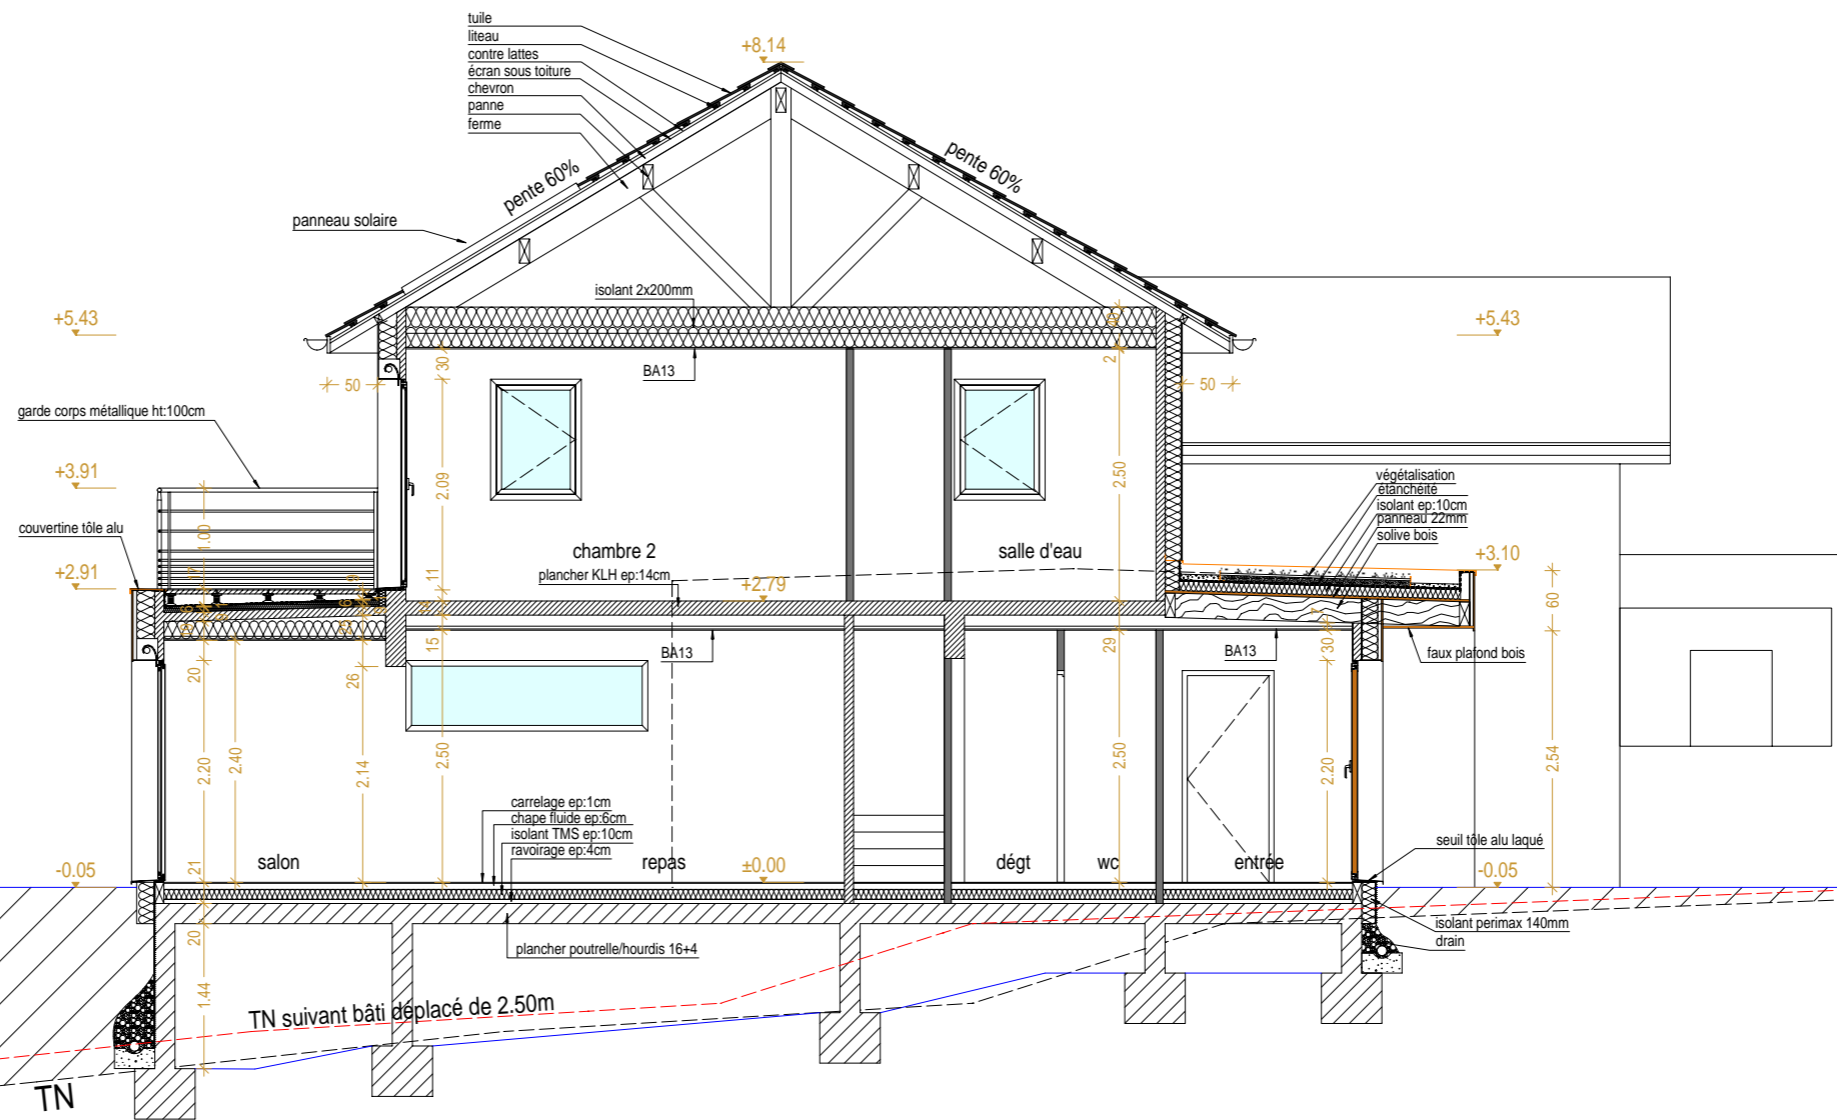 tuile
liteau
contre lattes
écran sous toiture
chevron
panne
ferme
+8.14
pente 60%
pente 60%
panneau solaire
isolant 2x200mm
+5.43
+5.43
BA13
30
2
50
50
garde corps métallique ht:100cm
+3.91
couvertine tôle alu
+2.91
1.00
2.09
2.50
11
chambre 2
salle d'eau
plancher KLH ep:14cm
+2.79
végétalisation
étanchéité
isolant ep:10cm
panneau 22mm
solive bois
+3.10
60
15
29
30
BA13
BA13
faux plafond bois
20
26
2.20
2.40
2.14
2.50
2.50
2.20
2.54
carrelage ep:1cm
chape fluide ep:6cm
isolant TMS ep:10cm
ravoirage ep:4cm
salon
repas
±0.00
dégt
wc
entrée
seuil tôle alu laqué
-0.05
-0.05
21
20
1.44
plancher poutrelle/hourdis 16+4
isolant perimax 140mm
drain
TN suivant bâti déplacé de 2.50m
TN